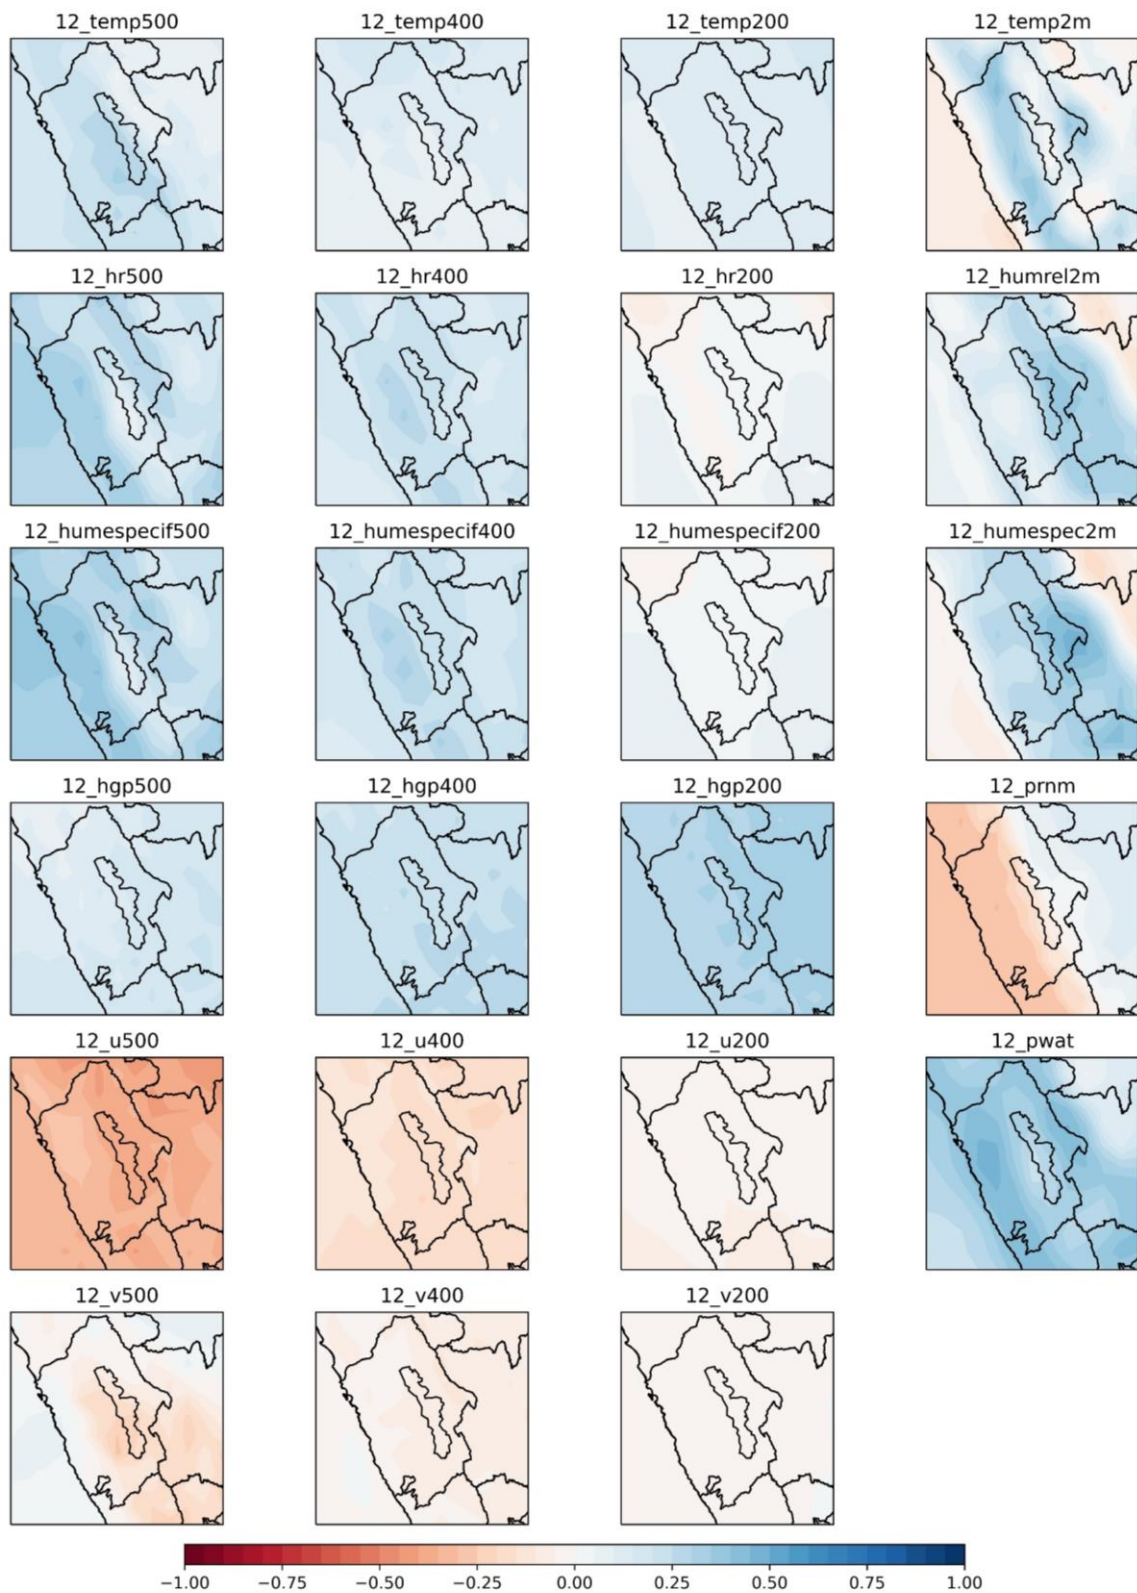 12_temp500 12_temp400 12_temp200 12_temp2m
12_hr500 12_hr400 12_hr200 12_humrel2m
12_humespecif500 12_humespecif400 12_humespecif200 12_humespec2m
12_hgp500 12_hgp400 12_hgp200 12_prnm
12_u500 12_u400 12_u200 12_pwat
12_v500 12_v400 12_v200
−1.00 −0.75 −0.50 −0.25 0.00 0.25 0.50 0.75 1.00